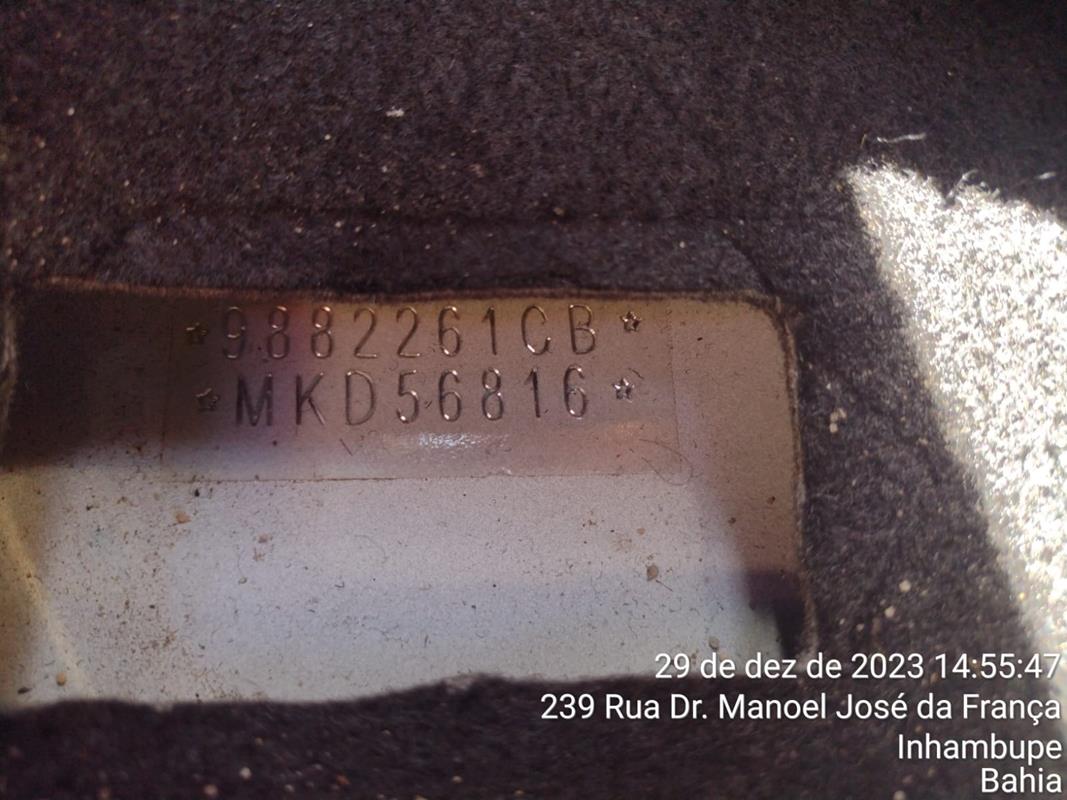 *9882261CB*
*MKD56816*
29 de dez de 2023 14:55:47
239 Rua Dr. Manoel José da França
Inhambupe
Bahia